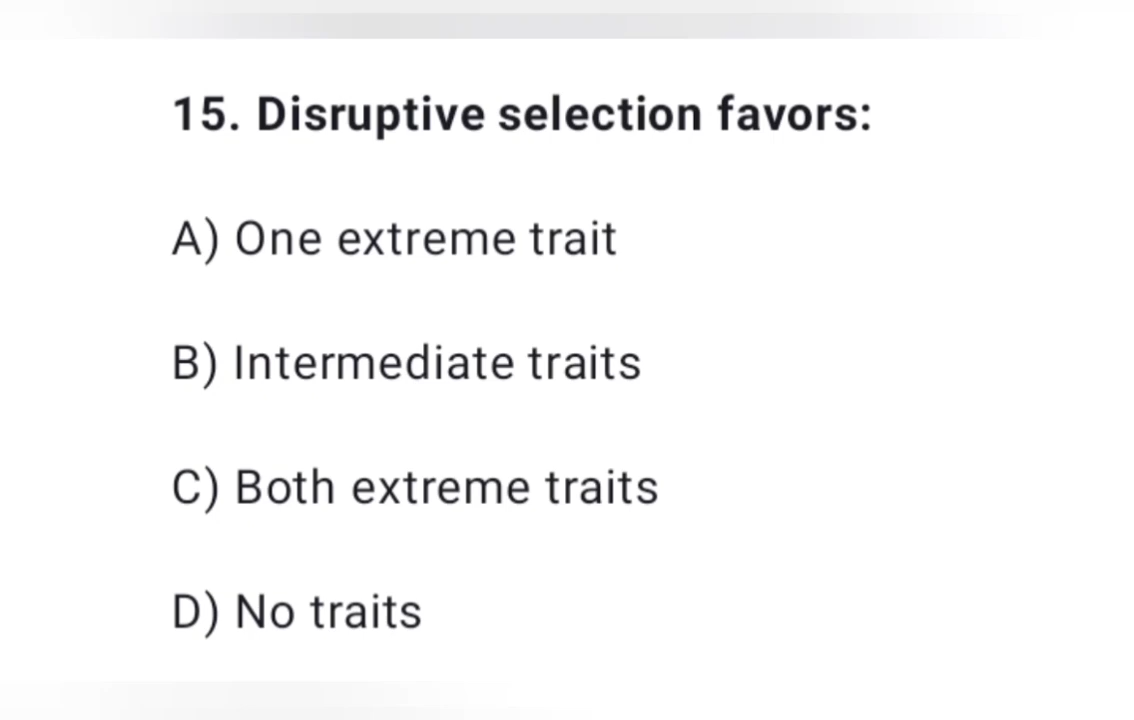 15. Disruptive selection favors:
A) One extreme trait
B) Intermediate traits
C) Both extreme traits
D) No traits